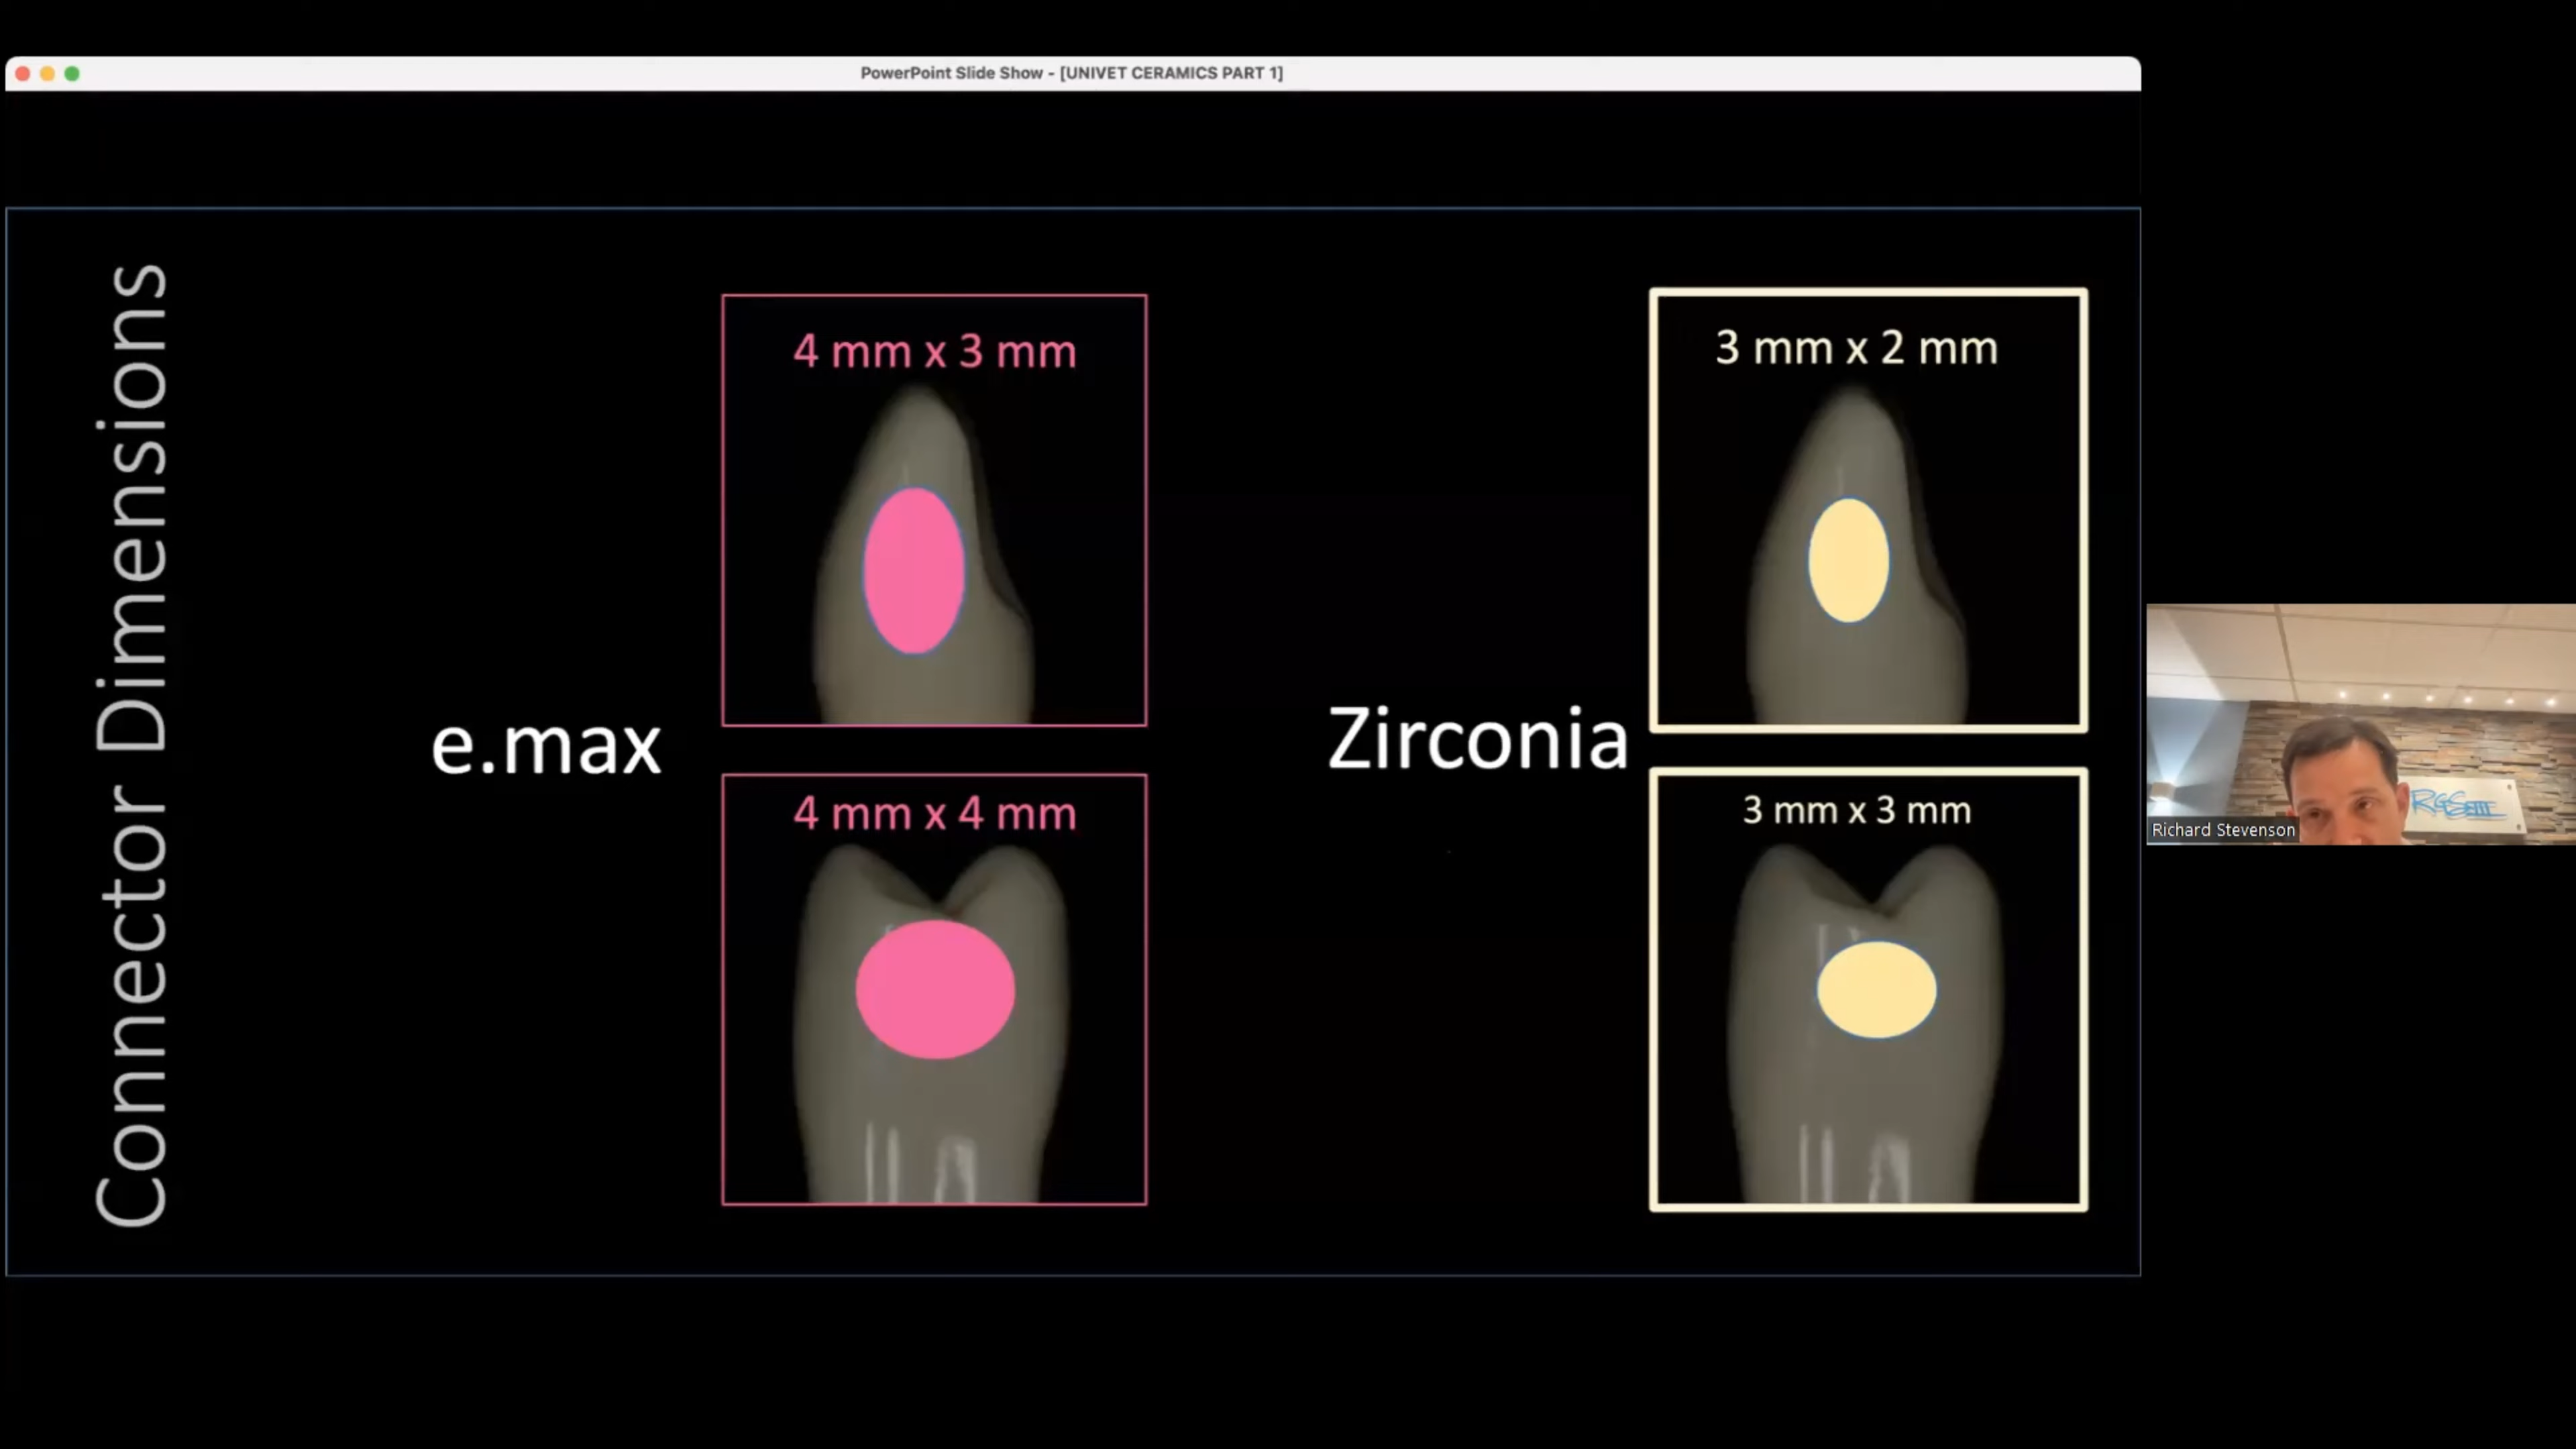 PowerPoint Slide Show - [UNIVET CERAMICS PART 1]
Connector Dimensions
e.max
4 mm x 3 mm
4 mm x 4 mm
Zirconia
3 mm x 2 mm
3 mm x 3 mm
Richard Stevenson